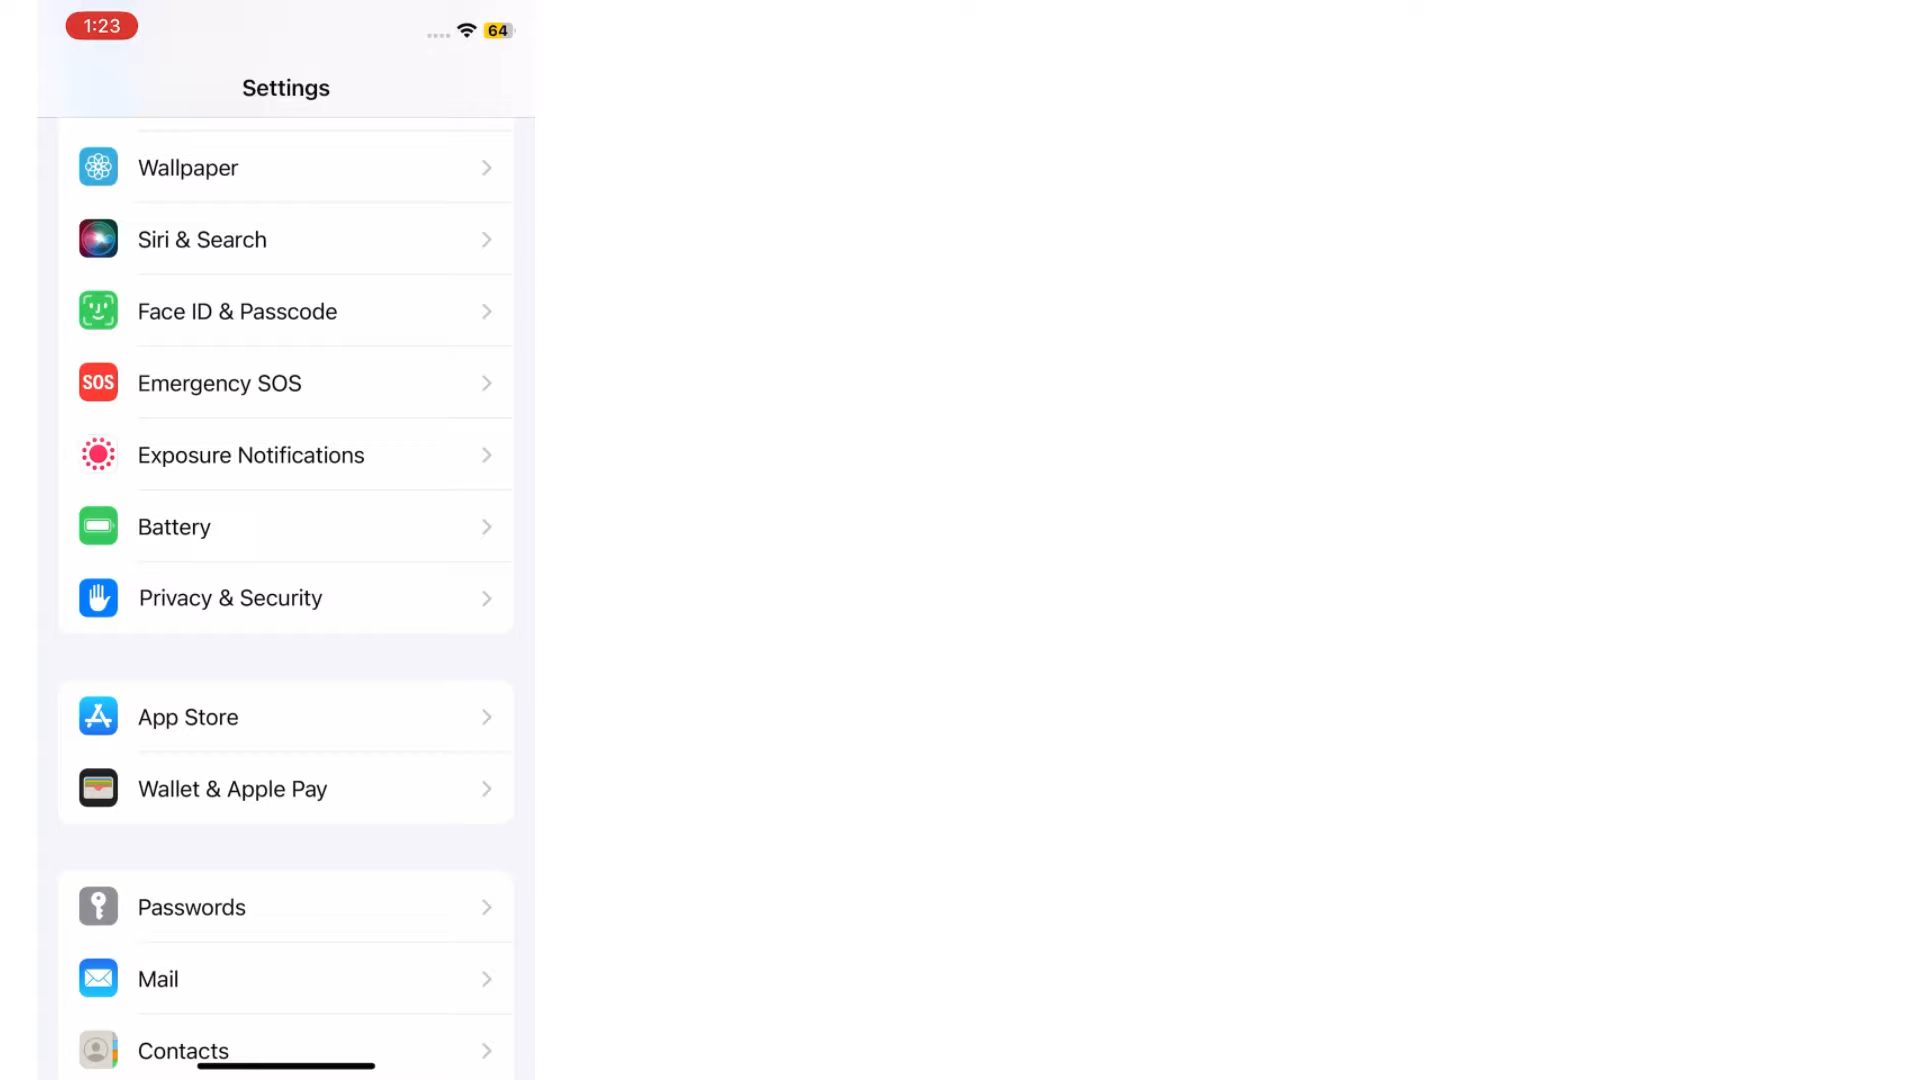 1:23
64
Settings
Wallpaper
Siri & Search
Face ID & Passcode
SOS
Emergency SOS
Exposure Notifications
Battery
Privacy & Security
App Store
Wallet & Apple Pay
Passwords
Mail
Contacts